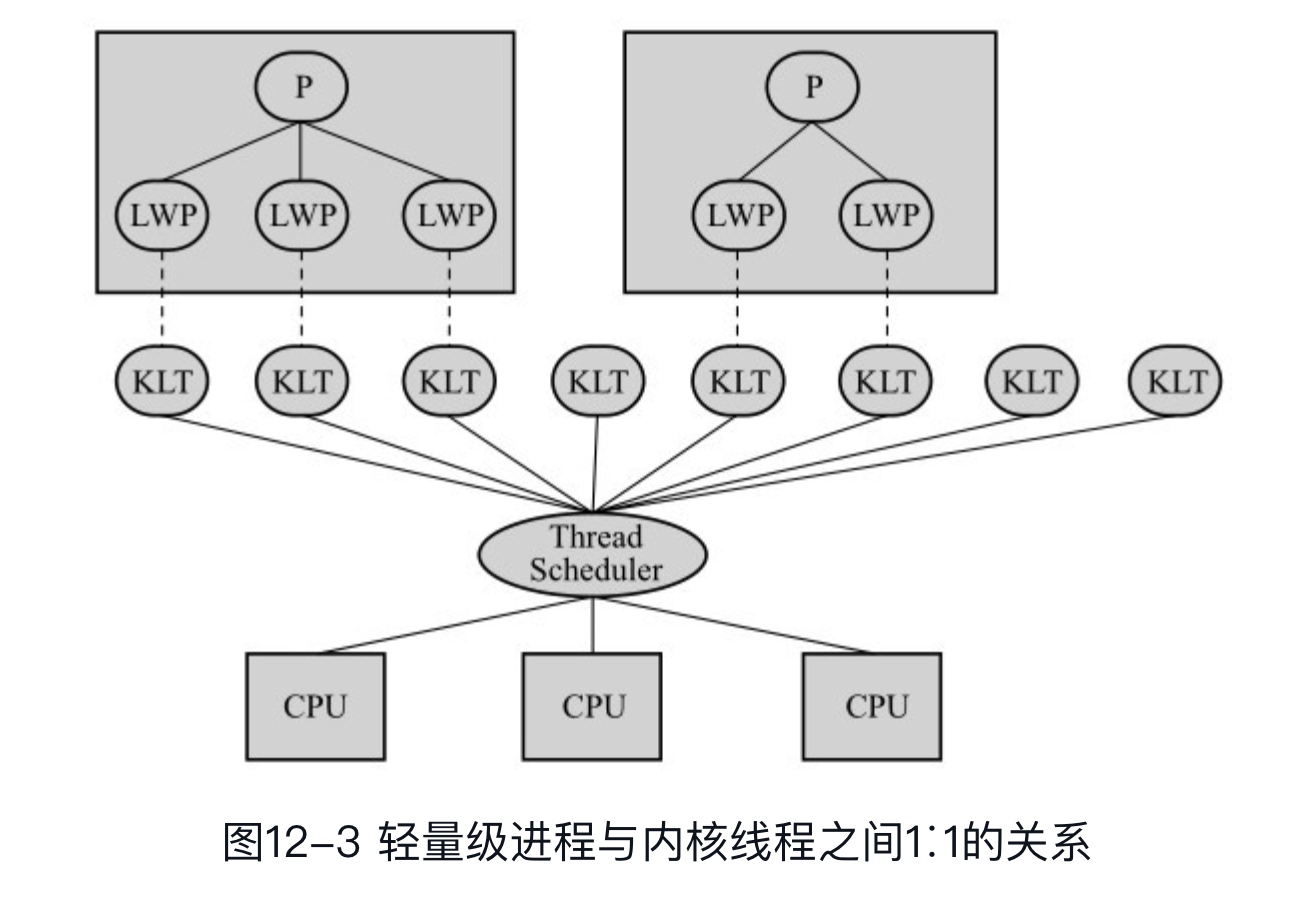 P
P
LWP
LWP
LWP
LWP
LWP
KLT
KLT
KLT
KLT
KLT
KLT
KLT
KLT
Thread
Scheduler
CPU
CPU
CPU
图12-3 轻量级进程与内核线程之间1:1的关系